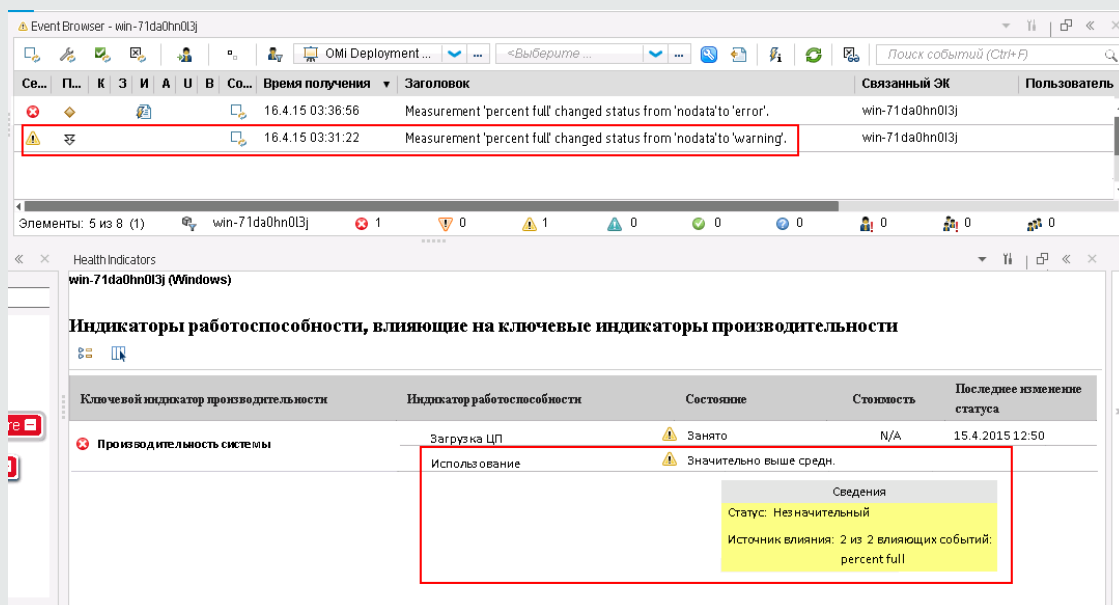 Event Browser - win-71da0hn0l3j
OMi Deployment ... ... <Выберите ... ... Поиск событий (Ctrl+F)
Се... П... К З И A U В Со... Время получения Заголовок Связанный ЭК Пользователь
16.4.15 03:36:56 Measurement 'percent full' changed status from 'nodata'to 'error'. win-71da0hn0l3j
16.4.15 03:31:22 Measurement 'percent full' changed status from 'nodata'to 'warning'. win-71da0hn0l3j
Элементы: 5 из 8 (1) win-71da0hn0l3j 1 0 1 0 0 0 0 0 0
Health Indicators
win-71da0hn0l3j (Windows)
Индикаторы работоспособности, влияющие на ключевые индикаторы производительности
Ключевой индикатор производительности Индикатор работоспособности Состояние Стоимость Последнее изменение
статуса
re
Производительность системы Загрузка ЦП Занято N/A 15.4.2015 12:50
Использование Значительно выше средн.
Сведения
Статус: Незначительный
Источник влияния: 2 из 2 влияющих событий:
percent full